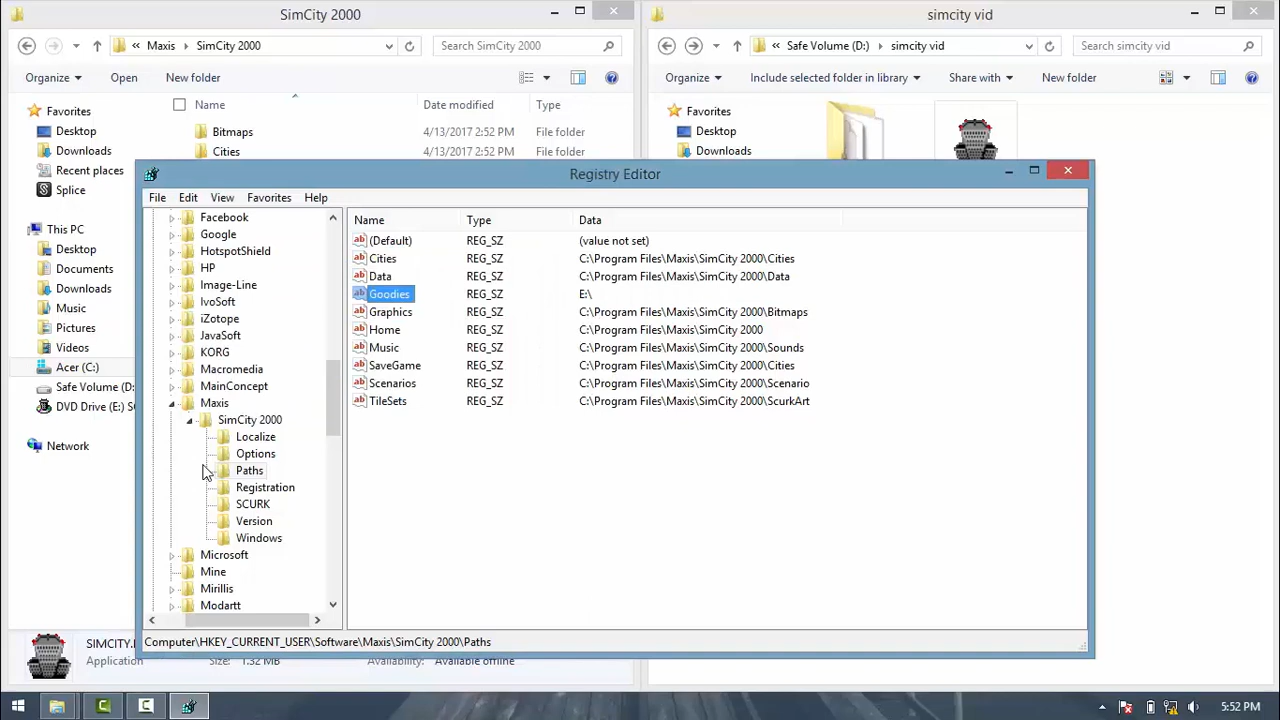 SimCity 2000
Maxis SimCity 2000
Search SimCity 2000
Organize Open New folder
Name Date modified Type
Favorites
Desktop
Downloads
Recent places
Splice
Bitmaps 4/13/2017 2:52 PM File folder
Cities 4/13/2017 2:52 PM File folder
This PC
Desktop
Documents
Downloads
Music
Pictures
Videos
Acer (C:)
Safe Volume (D:
DVD Drive (E:) S
Network
SIMCITY.
Application Size: 1.32 MB Availability: Available offline
simcity vid
Safe Volume (D:) simcity vid
Search simcity vid
Organize Include selected folder in library Share with New folder
Favorites
Desktop
Downloads
Registry Editor
File Edit View Favorites Help
Facebook
Google
HotspotShield
HP
Image-Line
IvoSoft
iZotope
JavaSoft
KORG
Macromedia
MainConcept
Maxis
SimCity 2000
Localize
Options
Paths
Registration
SCURK
Version
Windows
Microsoft
Mine
Mirillis
Modartt
Name Type Data
(Default) REG_SZ (value not set)
Cities REG_SZ C:\Program Files\Maxis\SimCity 2000\Cities
Data REG_SZ C:\Program Files\Maxis\SimCity 2000\Data
Goodies REG_SZ E:\
Graphics REG_SZ C:\Program Files\Maxis\SimCity 2000\Bitmaps
Home REG_SZ C:\Program Files\Maxis\SimCity 2000
Music REG_SZ C:\Program Files\Maxis\SimCity 2000\Sounds
SaveGame REG_SZ C:\Program Files\Maxis\SimCity 2000\Cities
Scenarios REG_SZ C:\Program Files\Maxis\SimCity 2000\Scenario
TileSets REG_SZ C:\Program Files\Maxis\SimCity 2000\ScurkArt
Computer\HKEY_CURRENT_USER\Software\Maxis\SimCity 2000\Paths
5:52 PM